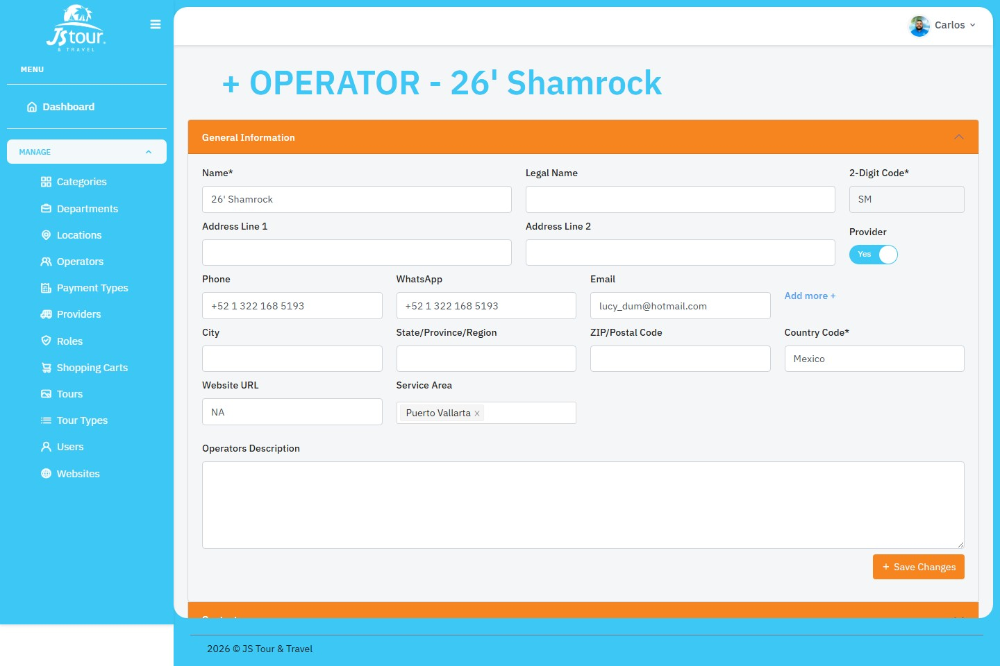 JS tour
& TRAVEL
Carlos
MENU
+ OPERATOR - 26' Shamrock
Dashboard
MANAGE
Categories
Departments
Locations
Operators
Payment Types
Providers
Roles
Shopping Carts
Tours
Tour Types
Users
Websites
General Information
Name*
Legal Name
2-Digit Code*
26' Shamrock
SM
Address Line 1
Address Line 2
Provider
Yes
Phone
WhatsApp
Email
+52 1 322 168 5193
+52 1 322 168 5193
lucy_dum@hotmail.com
Add more +
City
State/Province/Region
ZIP/Postal Code
Country Code*
Mexico
Website URL
Service Area
NA
Puerto Vallarta x
Operators Description
+ Save Changes
2026 © JS Tour & Travel